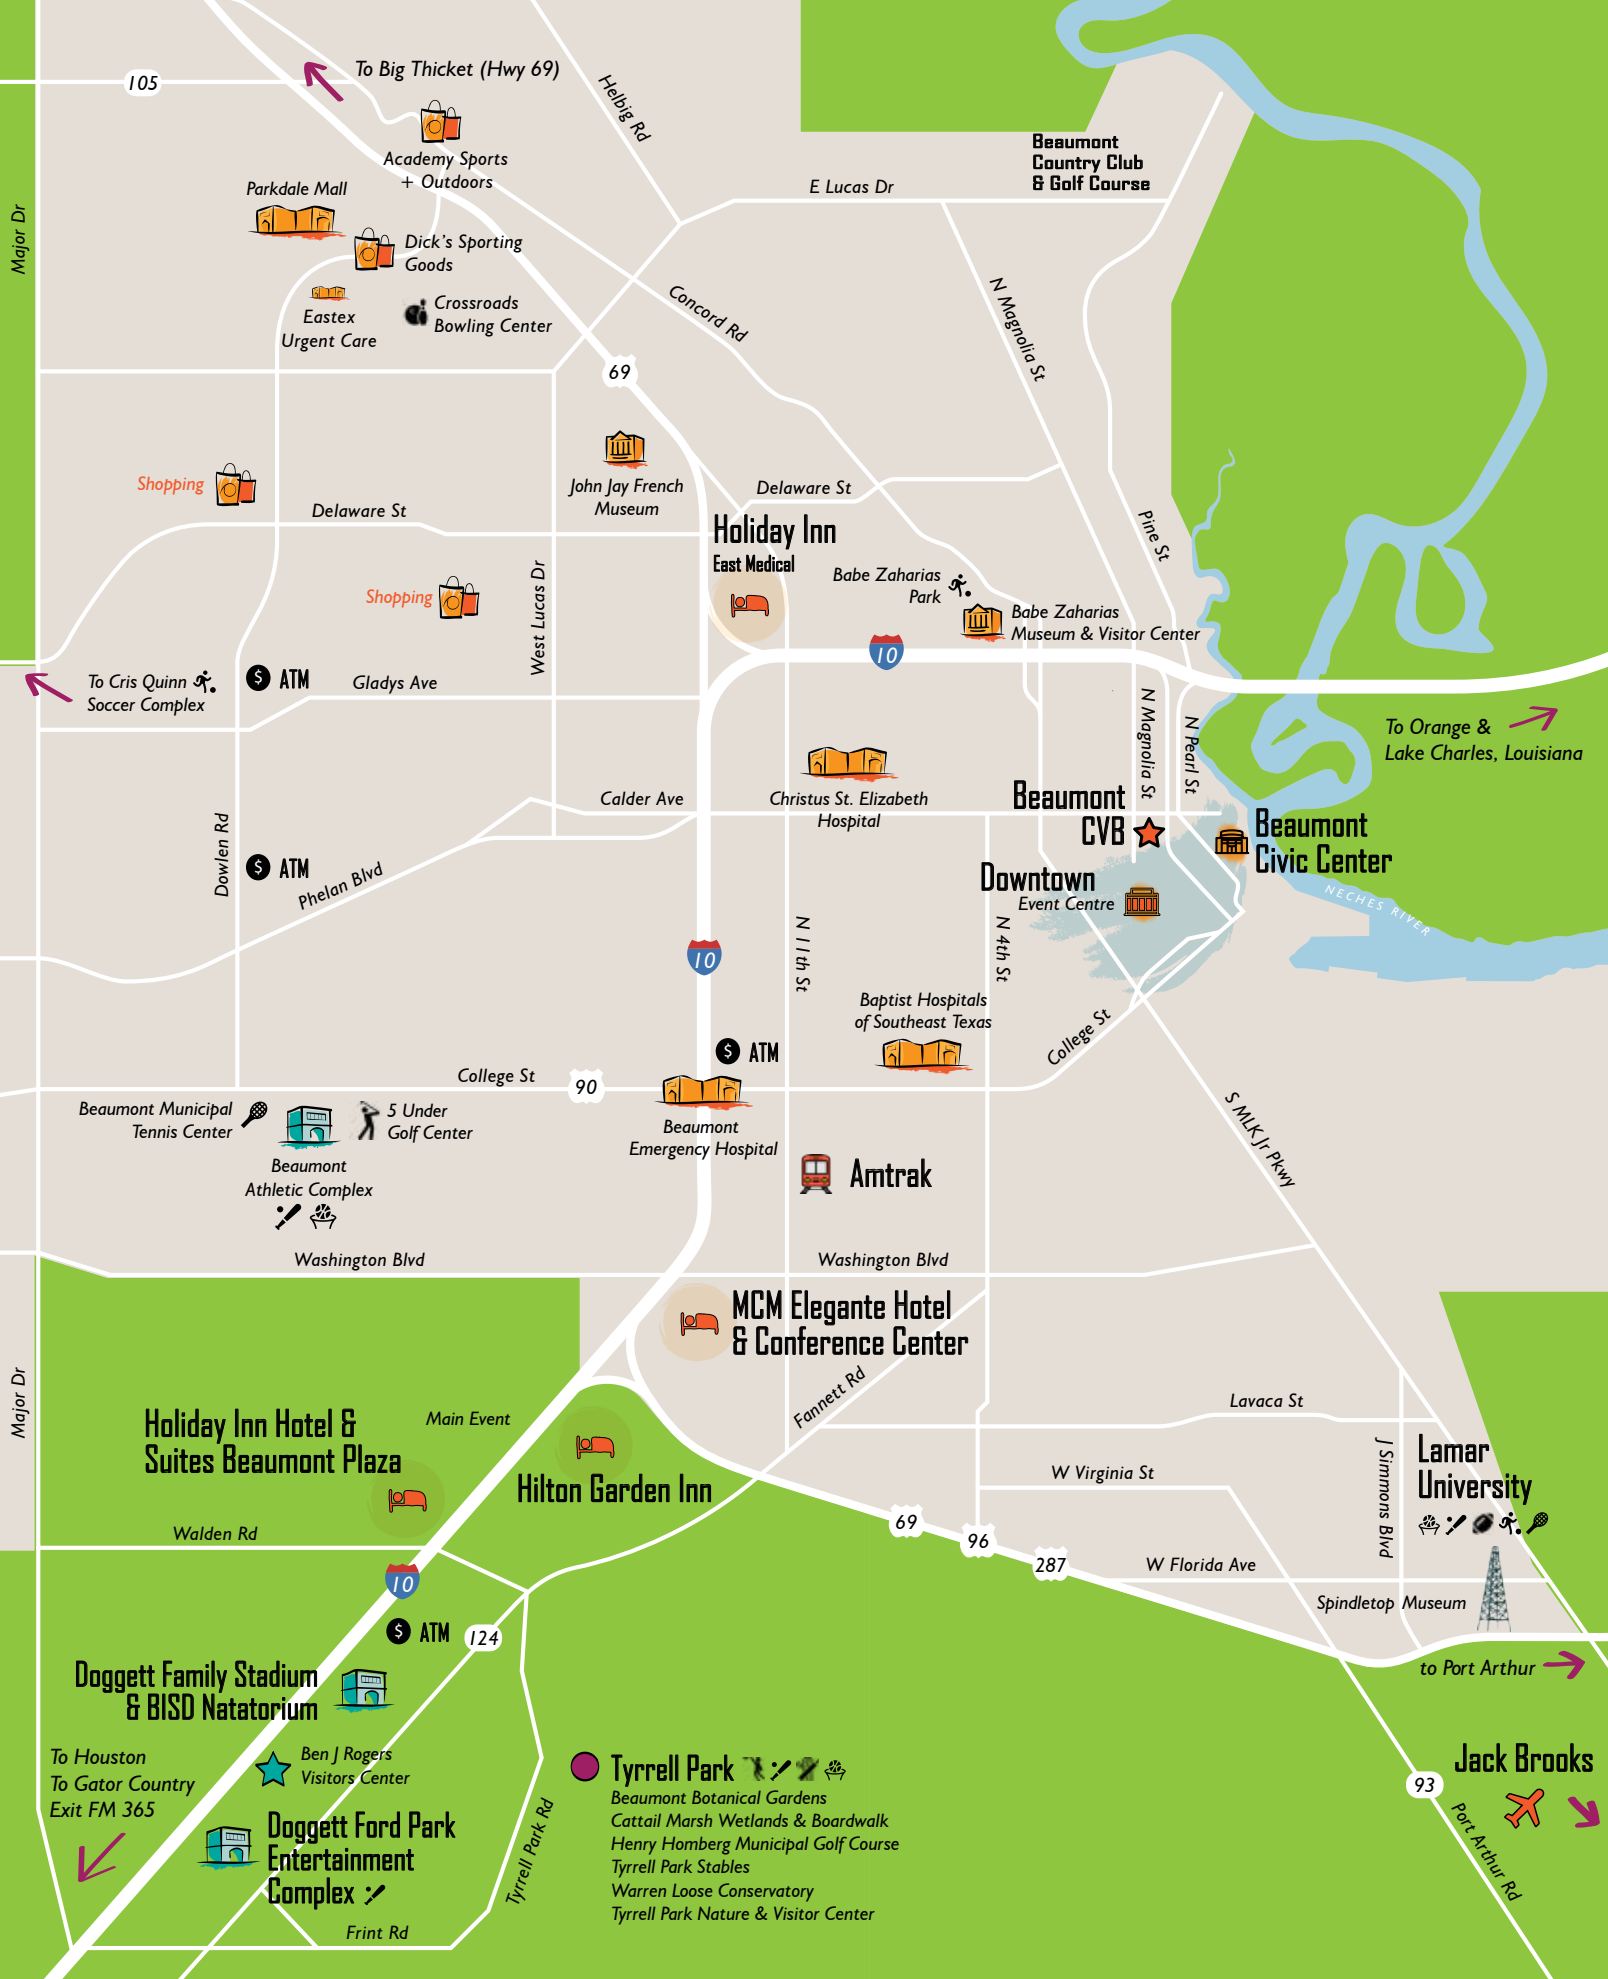 To Big Thicket (Hwy 69)
105
Helbig Rd
Academy Sports
+ Outdoors
Beaumont
Country Club
& Golf Course
Parkdale Mall
E Lucas Dr
Major Dr
Dick's Sporting
Goods
Crossroads
Bowling Center
Eastex
Urgent Care
Concord Rd
N Magnolia St
69
John Jay French
Museum
Shopping
Delaware St
Delaware St
Holiday Inn
East Medical
Pine St
Babe Zaharias
Park
Babe Zaharias
Museum & Visitor Center
Shopping
West Lucas Dr
10
To Cris Quinn
Soccer Complex
$
ATM
Gladys Ave
N Magnolia St
N Pearl St
To Orange &
Lake Charles, Louisiana
Christus St. Elizabeth
Hospital
Calder Ave
Beaumont
CVB
Beaumont
Civic Center
Dowlen Rd
$
ATM
Phelan Blvd
Downtown
Event Centre
NECHES RIVER
10
N 11th St
N 4th St
Baptist Hospitals
of Southeast Texas
College St
$
ATM
College St
90
Beaumont
Emergency Hospital
Beaumont Municipal
Tennis Center
5 Under
Golf Center
Beaumont
Athletic Complex
Amtrak
S MLK Jr Pkwy
Washington Blvd
Washington Blvd
MCM Elegante Hotel
& Conference Center
Major Dr
Fannett Rd
Lavaca St
Holiday Inn Hotel &
Suites Beaumont Plaza
Main Event
Hilton Garden Inn
J Simmons Blvd
Lamar
University
W Virginia St
Walden Rd
69
96
287
W Florida Ave
10
Spindletop Museum
$
ATM
124
to Port Arthur
Doggett Family Stadium
& BISD Natatorium
To Houston
To Gator Country
Exit FM 365
Ben J Rogers
Visitors Center
Tyrrell Park
Beaumont Botanical Gardens
Cattail Marsh Wetlands & Boardwalk
Henry Homberg Municipal Golf Course
Tyrrell Park Stables
Warren Loose Conservatory
Tyrrell Park Nature & Visitor Center
Jack Brooks
93
Port Arthur Rd
Doggett Ford Park
Entertainment
Complex
Tyrrell Park Rd
Frint Rd